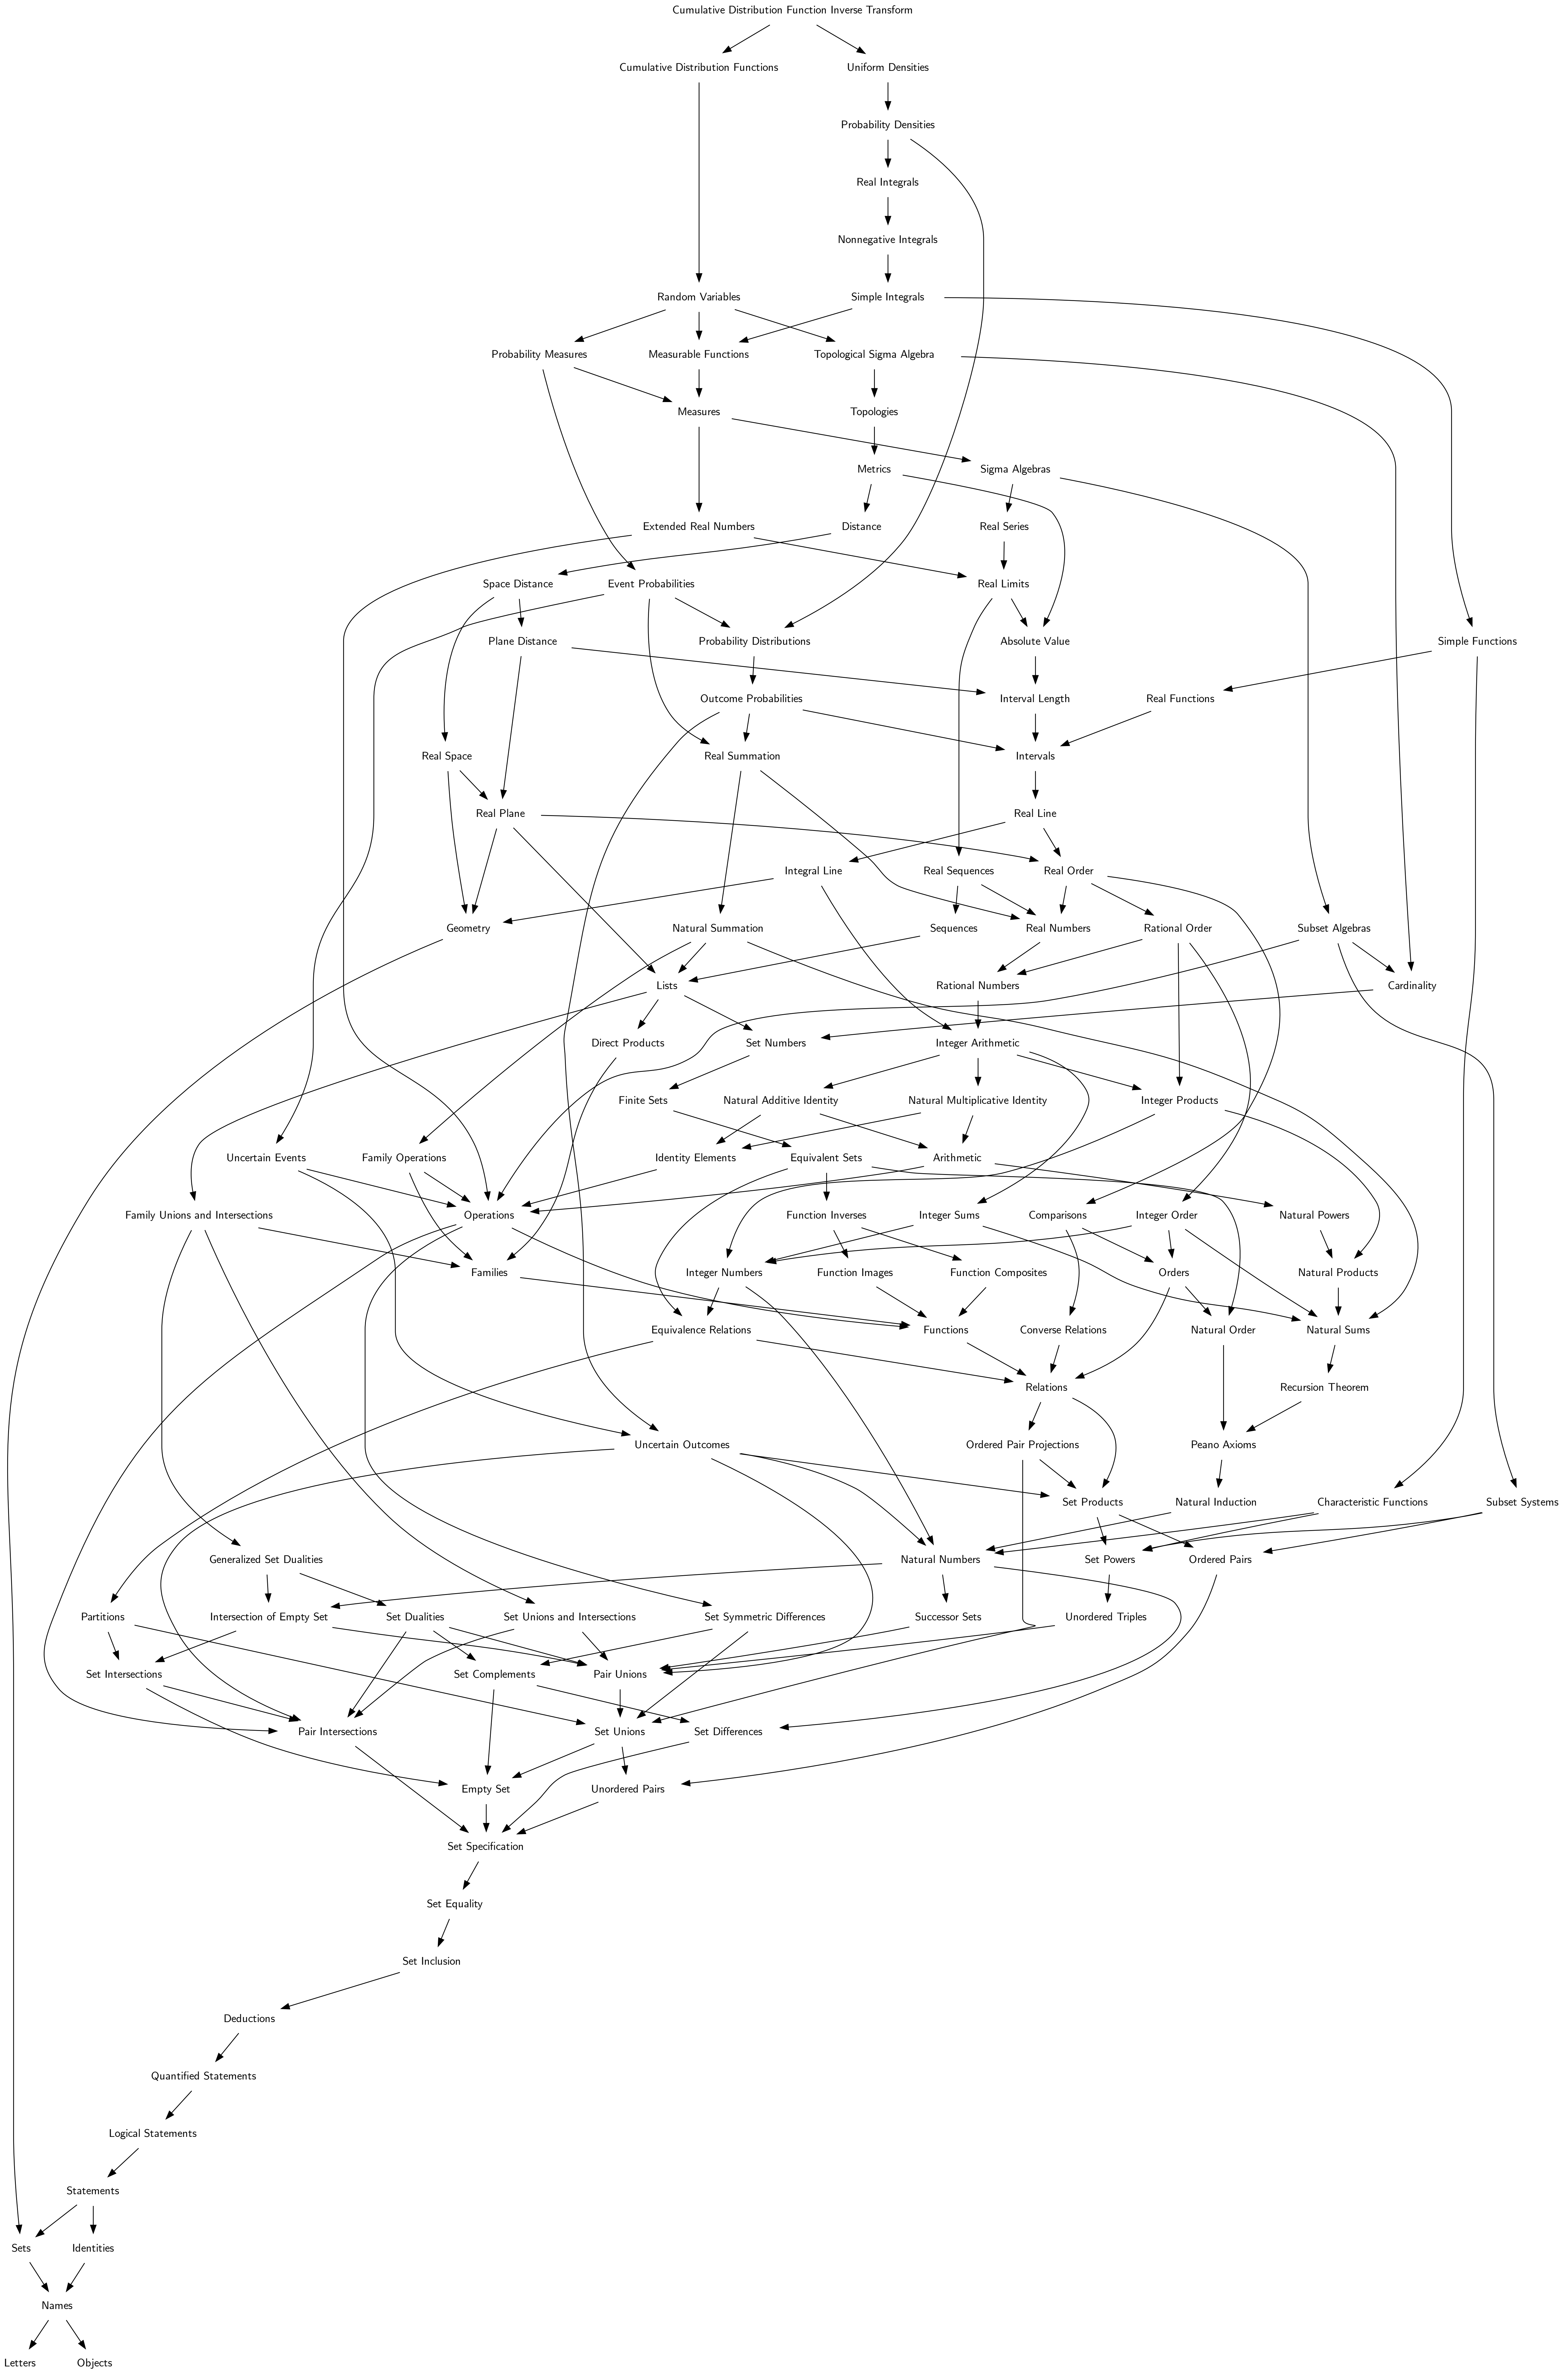 Cumulative Distribution Function Inverse Transform
Cumulative Distribution Functions
Uniform Densities
Probability Densities
Real Integrals
Nonnegative Integrals
Random Variables
Simple Integrals
Probability Measures
Measurable Functions
Topological Sigma Algebra
Measures
Topologies
Metrics
Sigma Algebras
Extended Real Numbers
Distance
Real Series
Space Distance
Event Probabilities
Real Limits
Plane Distance
Probability Distributions
Absolute Value
Simple Functions
Outcome Probabilities
Interval Length
Real Functions
Real Space
Real Summation
Intervals
Real Plane
Real Line
Integral Line
Real Sequences
Real Order
Geometry
Natural Summation
Sequences
Real Numbers
Rational Order
Subset Algebras
Lists
Rational Numbers
Cardinality
Direct Products
Set Numbers
Integer Arithmetic
Finite Sets
Natural Additive Identity
Natural Multiplicative Identity
Integer Products
Uncertain Events
Family Operations
Identity Elements
Equivalent Sets
Arithmetic
Family Unions and Intersections
Operations
Function Inverses
Integer Sums
Comparisons
Integer Order
Natural Powers
Families
Integer Numbers
Function Images
Function Composites
Orders
Natural Products
Equivalence Relations
Functions
Converse Relations
Natural Order
Natural Sums
Relations
Recursion Theorem
Uncertain Outcomes
Ordered Pair Projections
Peano Axioms
Set Products
Natural Induction
Characteristic Functions
Subset Systems
Generalized Set Dualities
Natural Numbers
Set Powers
Ordered Pairs
Partitions
Intersection of Empty Set
Set Dualities
Set Unions and Intersections
Set Symmetric Differences
Successor Sets
Unordered Triples
Set Intersections
Set Complements
Pair Unions
Pair Intersections
Set Unions
Set Differences
Empty Set
Unordered Pairs
Set Specification
Set Equality
Set Inclusion
Deductions
Quantified Statements
Logical Statements
Statements
Sets
Identities
Names
Letters
Objects